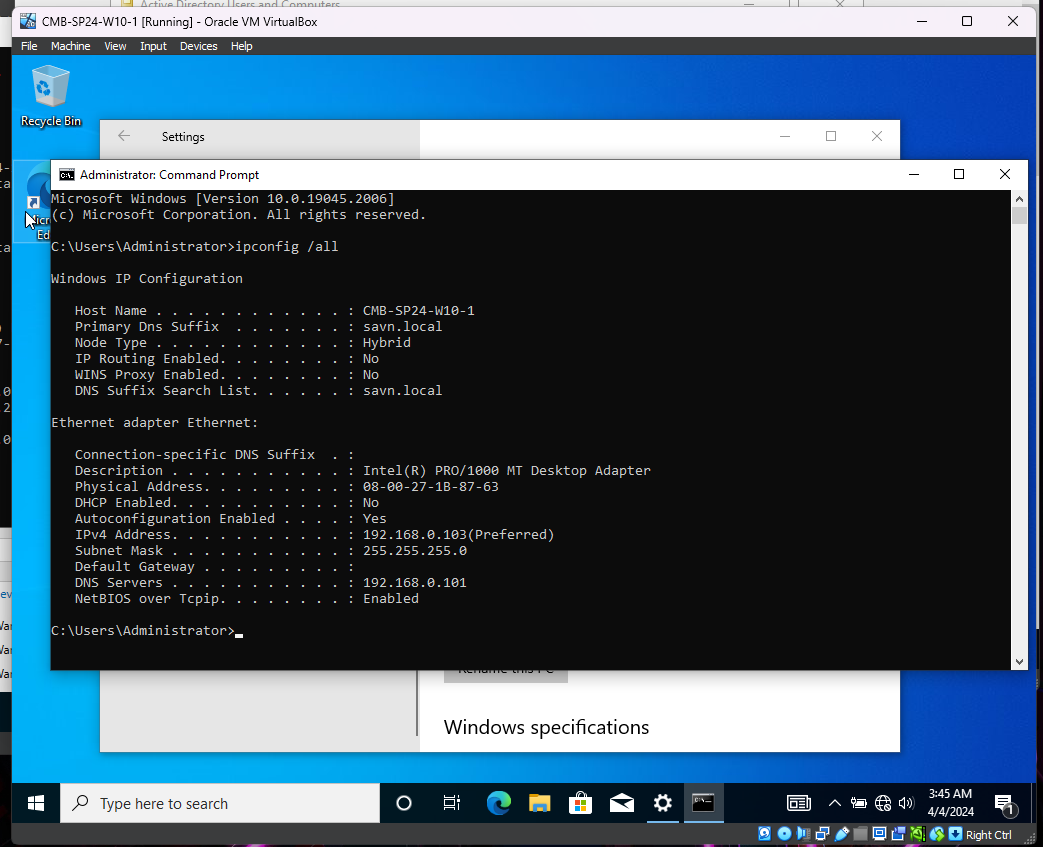 Active Directory Users and Computers
CMB-SP24-W10-1 [Running] - Oracle VM VirtualBox
File Machine View Input Devices Help
Recycle Bin
Settings
Administrator: Command Prompt
Microsoft Windows [Version 10.0.19045.2006]
(c) Microsoft Corporation. All rights reserved.
C:\Users\Administrator>ipconfig /all
Windows IP Configuration
Host Name . . . . . . . . . . . . : CMB-SP24-W10-1
Primary Dns Suffix  . . . . . . . : savn.local
Node Type . . . . . . . . . . . . : Hybrid
IP Routing Enabled. . . . . . . . : No
WINS Proxy Enabled. . . . . . . . : No
DNS Suffix Search List. . . . . . : savn.local
Ethernet adapter Ethernet:
Connection-specific DNS Suffix  . :
Description . . . . . . . . . . . : Intel(R) PRO/1000 MT Desktop Adapter
Physical Address. . . . . . . . . : 08-00-27-1B-87-63
DHCP Enabled. . . . . . . . . . . : No
Autoconfiguration Enabled . . . . : Yes
IPv4 Address. . . . . . . . . . . : 192.168.0.103(Preferred)
Subnet Mask . . . . . . . . . . . : 255.255.255.0
Default Gateway . . . . . . . . . :
DNS Servers . . . . . . . . . . . : 192.168.0.101
NetBIOS over Tcpip. . . . . . . . : Enabled
C:\Users\Administrator>
Rename this PC
Windows specifications
Type here to search
3:45 AM
4/4/2024
1
Right Ctrl